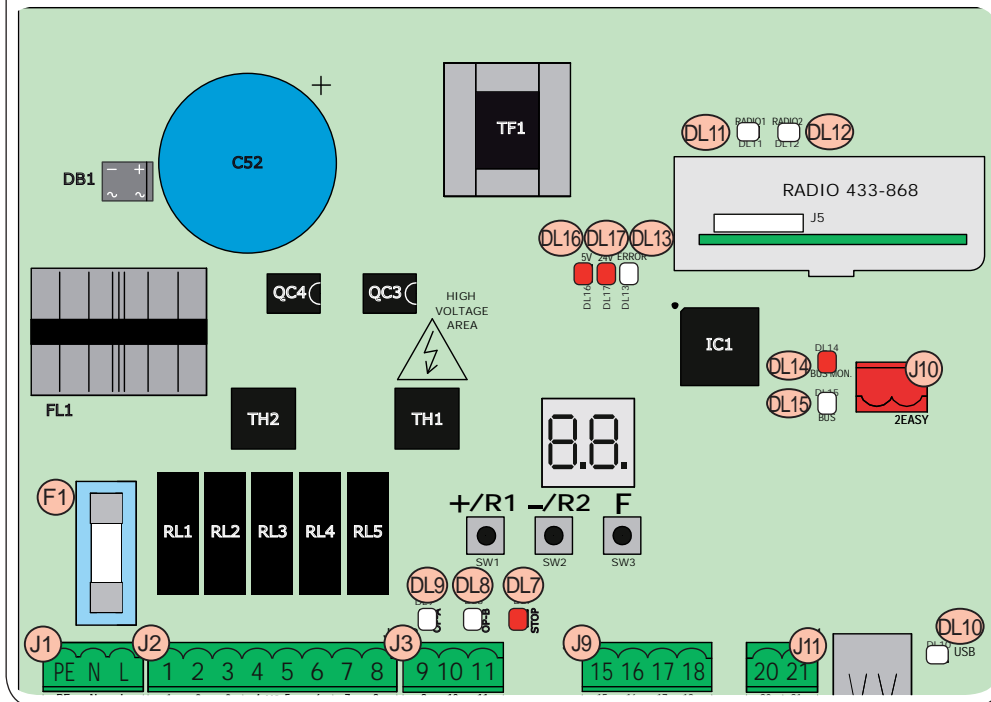 DL11 RADIO1 RADIO2 DL12
DL11 DL12
TF1
C52
+
DB1
− +
~ ~
RADIO 433-868
J5
DL16 DL17 DL13
5V 24V ERROR
DL16 DL17 DL13
QC4 QC3
HIGH
VOLTAGE
AREA
IC1
FL1
TH2 TH1
DL14 DL14
BUS MON.
DL15 DL15
BUS
J10
2EASY
8.8.
F1
RL1 RL2 RL3 RL4 RL5
+/R1 −/R2 F
SW1 SW2 SW3
DL9 DL8 DL7
OP-A OP-B STOP
J1 J2 J3 J9 J11 DL10
DL10 USB
PE N L 1 2 3 4 5 6 7 8 9 10 11 15 16 17 18 20 21